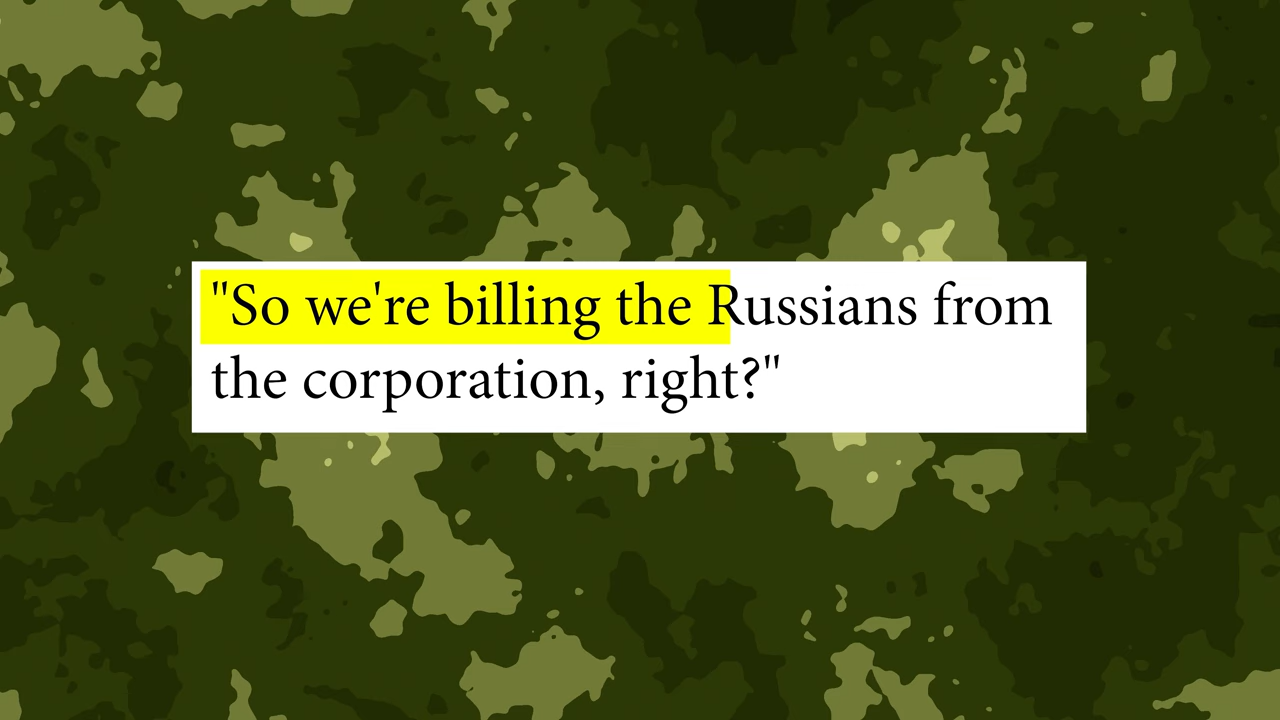 "So we're billing the Russians from
the corporation, right?"